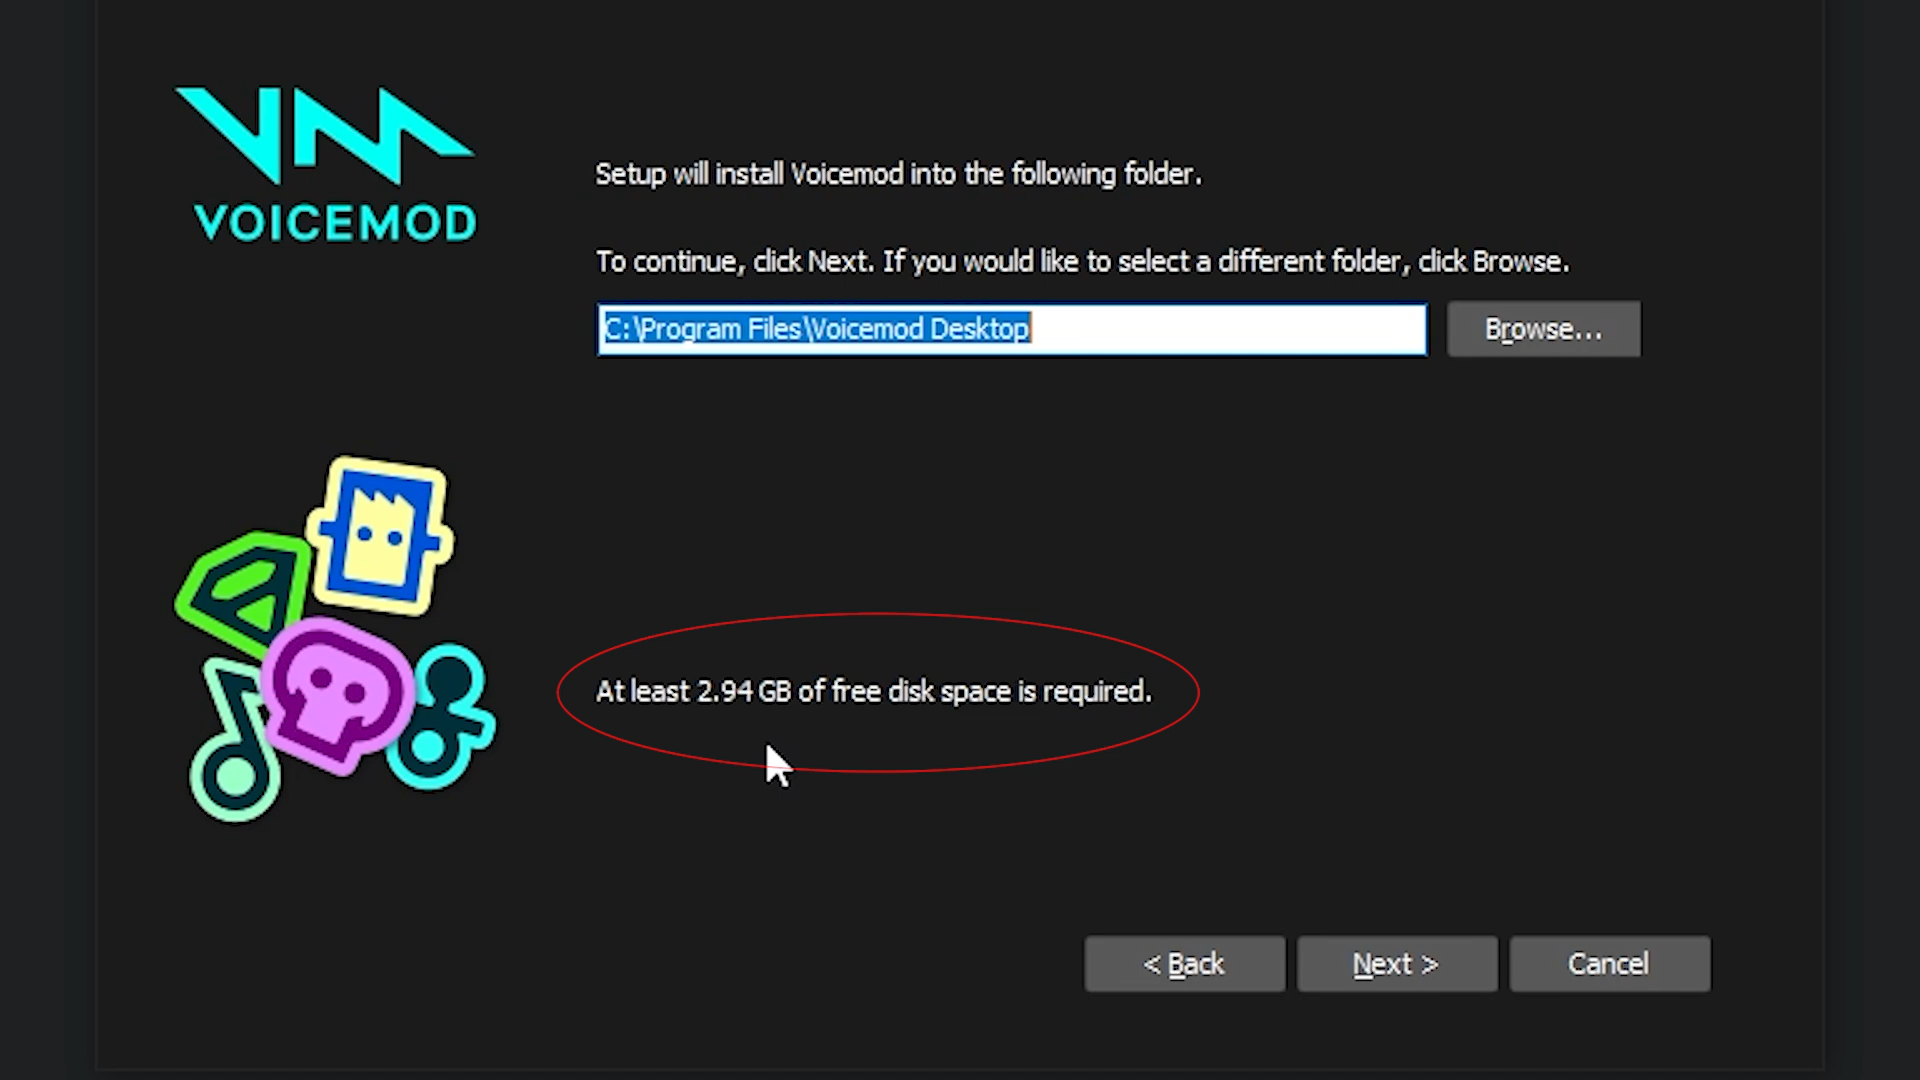 VOICEMOD
Setup will install Voicemod into the following folder.
To continue, click Next. If you would like to select a different folder, click Browse.
C:\Program Files\Voicemod Desktop
Browse...
At least 2.94 GB of free disk space is required.
< Back
Next >
Cancel